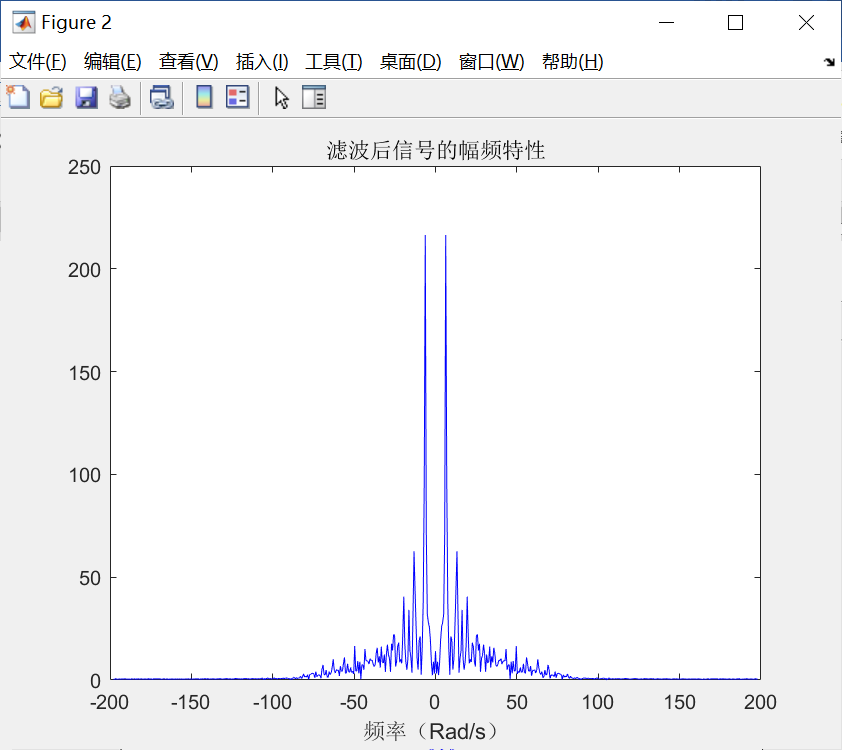 Figure 2
文件(F) 编辑(E) 查看(V) 插入(I) 工具(T) 桌面(D) 窗口(W) 帮助(H)
滤波后信号的幅频特性
250
200
150
100
50
0
-200 -150 -100 -50 0 50 100 150 200
频率（Rad/s）